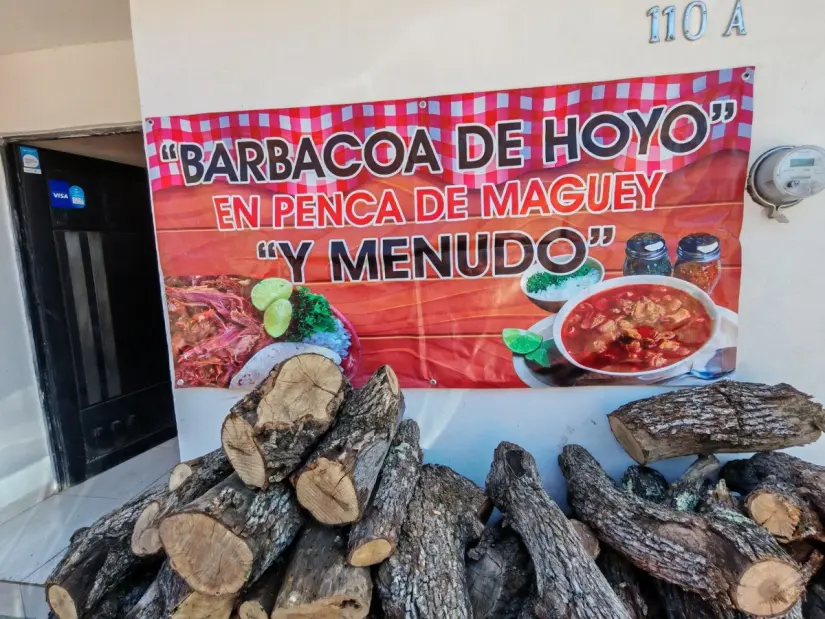 110 A
"BARBACOA DE HOYO"
EN PENCA DE MAGUEY
"Y MENUDO"
VISA